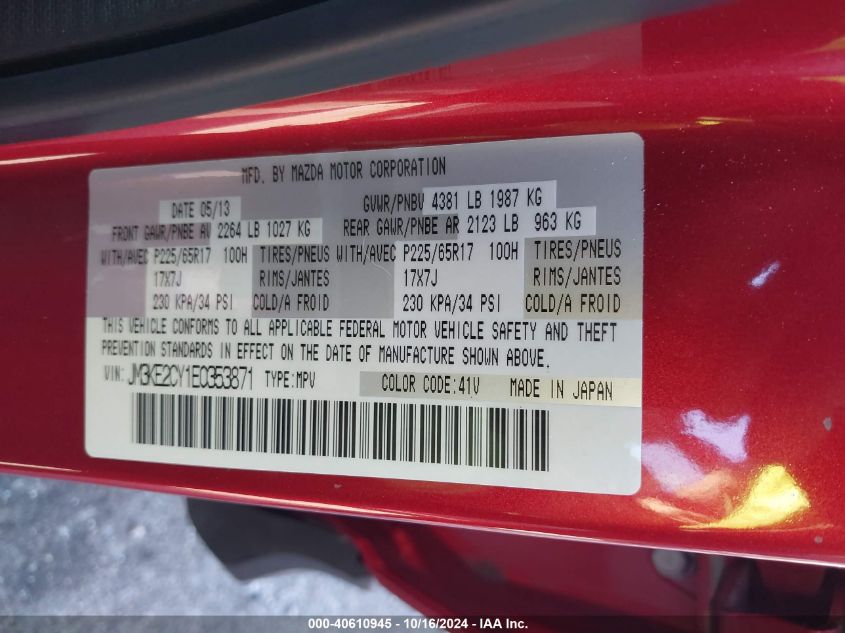 MFD. BY MAZDA MOTOR CORPORATION
DATE 05/13 GVWR/PNBV 4381 LB 1987 KG
FRONT GAWR/PNBE AV 2264 LB 1027 KG REAR GAWR/PNBE AR 2123 LB 963 KG
WITH/AVEC P225/65R17 100H TIRES/PNEUS WITH/AVEC P225/65R17 100H TIRES/PNEUS
17X7J RIMS/JANTES 17X7J RIMS/JANTES
230 KPA/34 PSI COLD/A FROID 230 KPA/34 PSI COLD/A FROID
THIS VEHICLE CONFORMS TO ALL APPLICABLE FEDERAL MOTOR VEHICLE SAFETY AND THEFT
PREVENTION STANDARDS IN EFFECT ON THE DATE OF MANUFACTURE SHOWN ABOVE.
VIN: JM3KE2CY1E0353871 TYPE:MPV COLOR CODE:41V MADE IN JAPAN
000-40610945 - 10/16/2024 - IAA Inc.